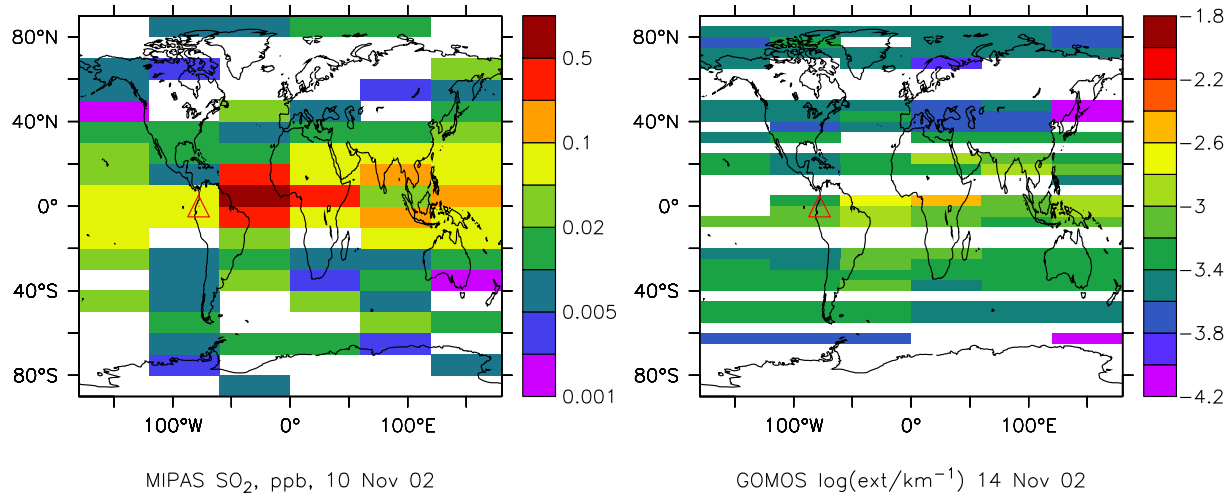 80°N
40°N
0°
40°S
80°S
100°W 0° 100°E
0.5
0.1
0.02
0.005
0.001
MIPAS SO₂, ppb, 10 Nov 02
80°N
40°N
0°
40°S
80°S
100°W 0° 100°E
−1.8
−2.2
−2.6
−3
−3.4
−3.8
−4.2
GOMOS log(ext/km⁻¹) 14 Nov 02